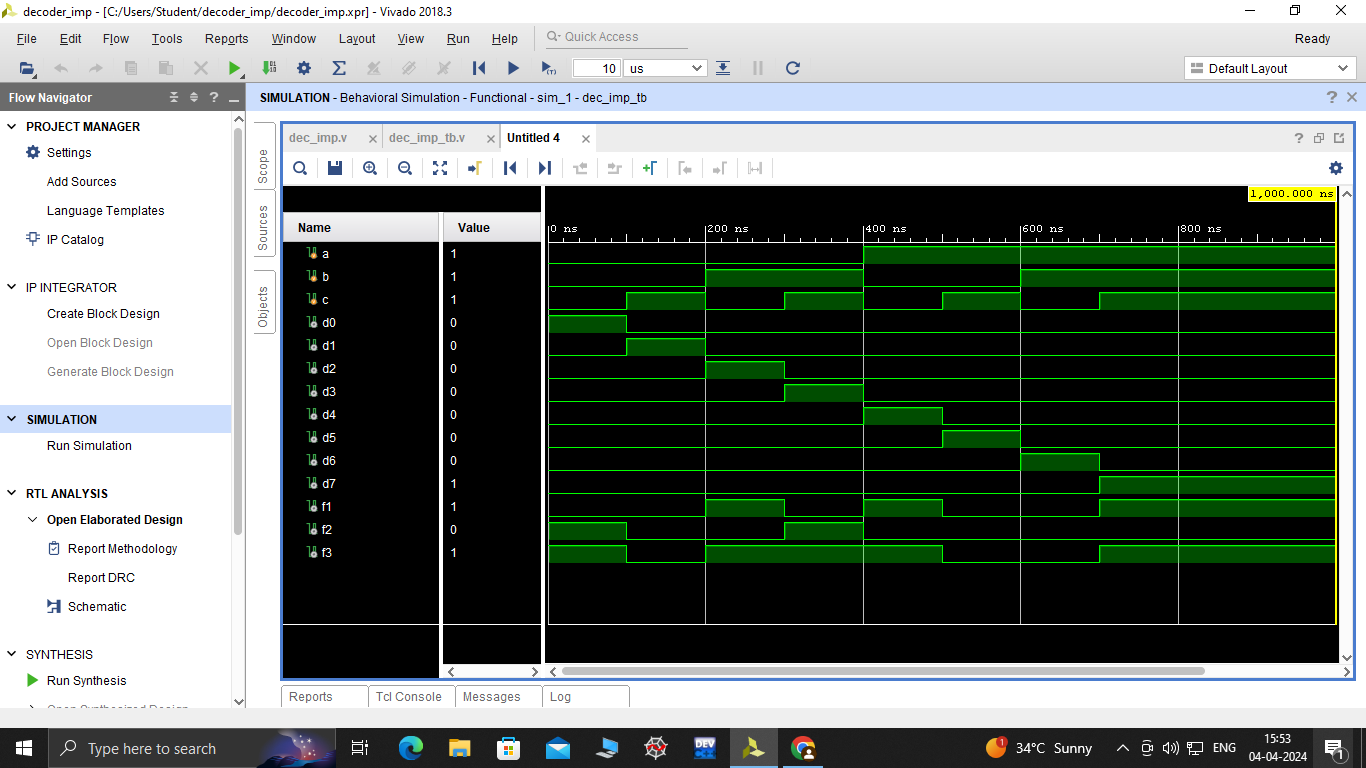 decoder_imp - [C:/Users/Student/decoder_imp/decoder_imp.xpr] - Vivado 2018.3
File Edit Flow Tools Reports Window Layout View Run Help Quick Access Ready
10 us Default Layout
Flow Navigator
SIMULATION - Behavioral Simulation - Functional - sim_1 - dec_imp_tb
PROJECT MANAGER
Settings
Add Sources
Language Templates
IP Catalog
IP INTEGRATOR
Create Block Design
Open Block Design
Generate Block Design
SIMULATION
Run Simulation
RTL ANALYSIS
Open Elaborated Design
Report Methodology
Report DRC
Schematic
SYNTHESIS
Run Synthesis
Open Synthesized Design
Scope
Sources
Objects
dec_imp.v dec_imp_tb.v Untitled 4
1,000.000 ns
Name Value
0 ns 200 ns 400 ns 600 ns 800 ns
a 1
b 1
c 1
d0 0
d1 0
d2 0
d3 0
d4 0
d5 0
d6 0
d7 1
f1 1
f2 0
f3 1
Reports Tcl Console Messages Log
Type here to search
DEV
1
34°C Sunny
ENG
15:53
04-04-2024
1